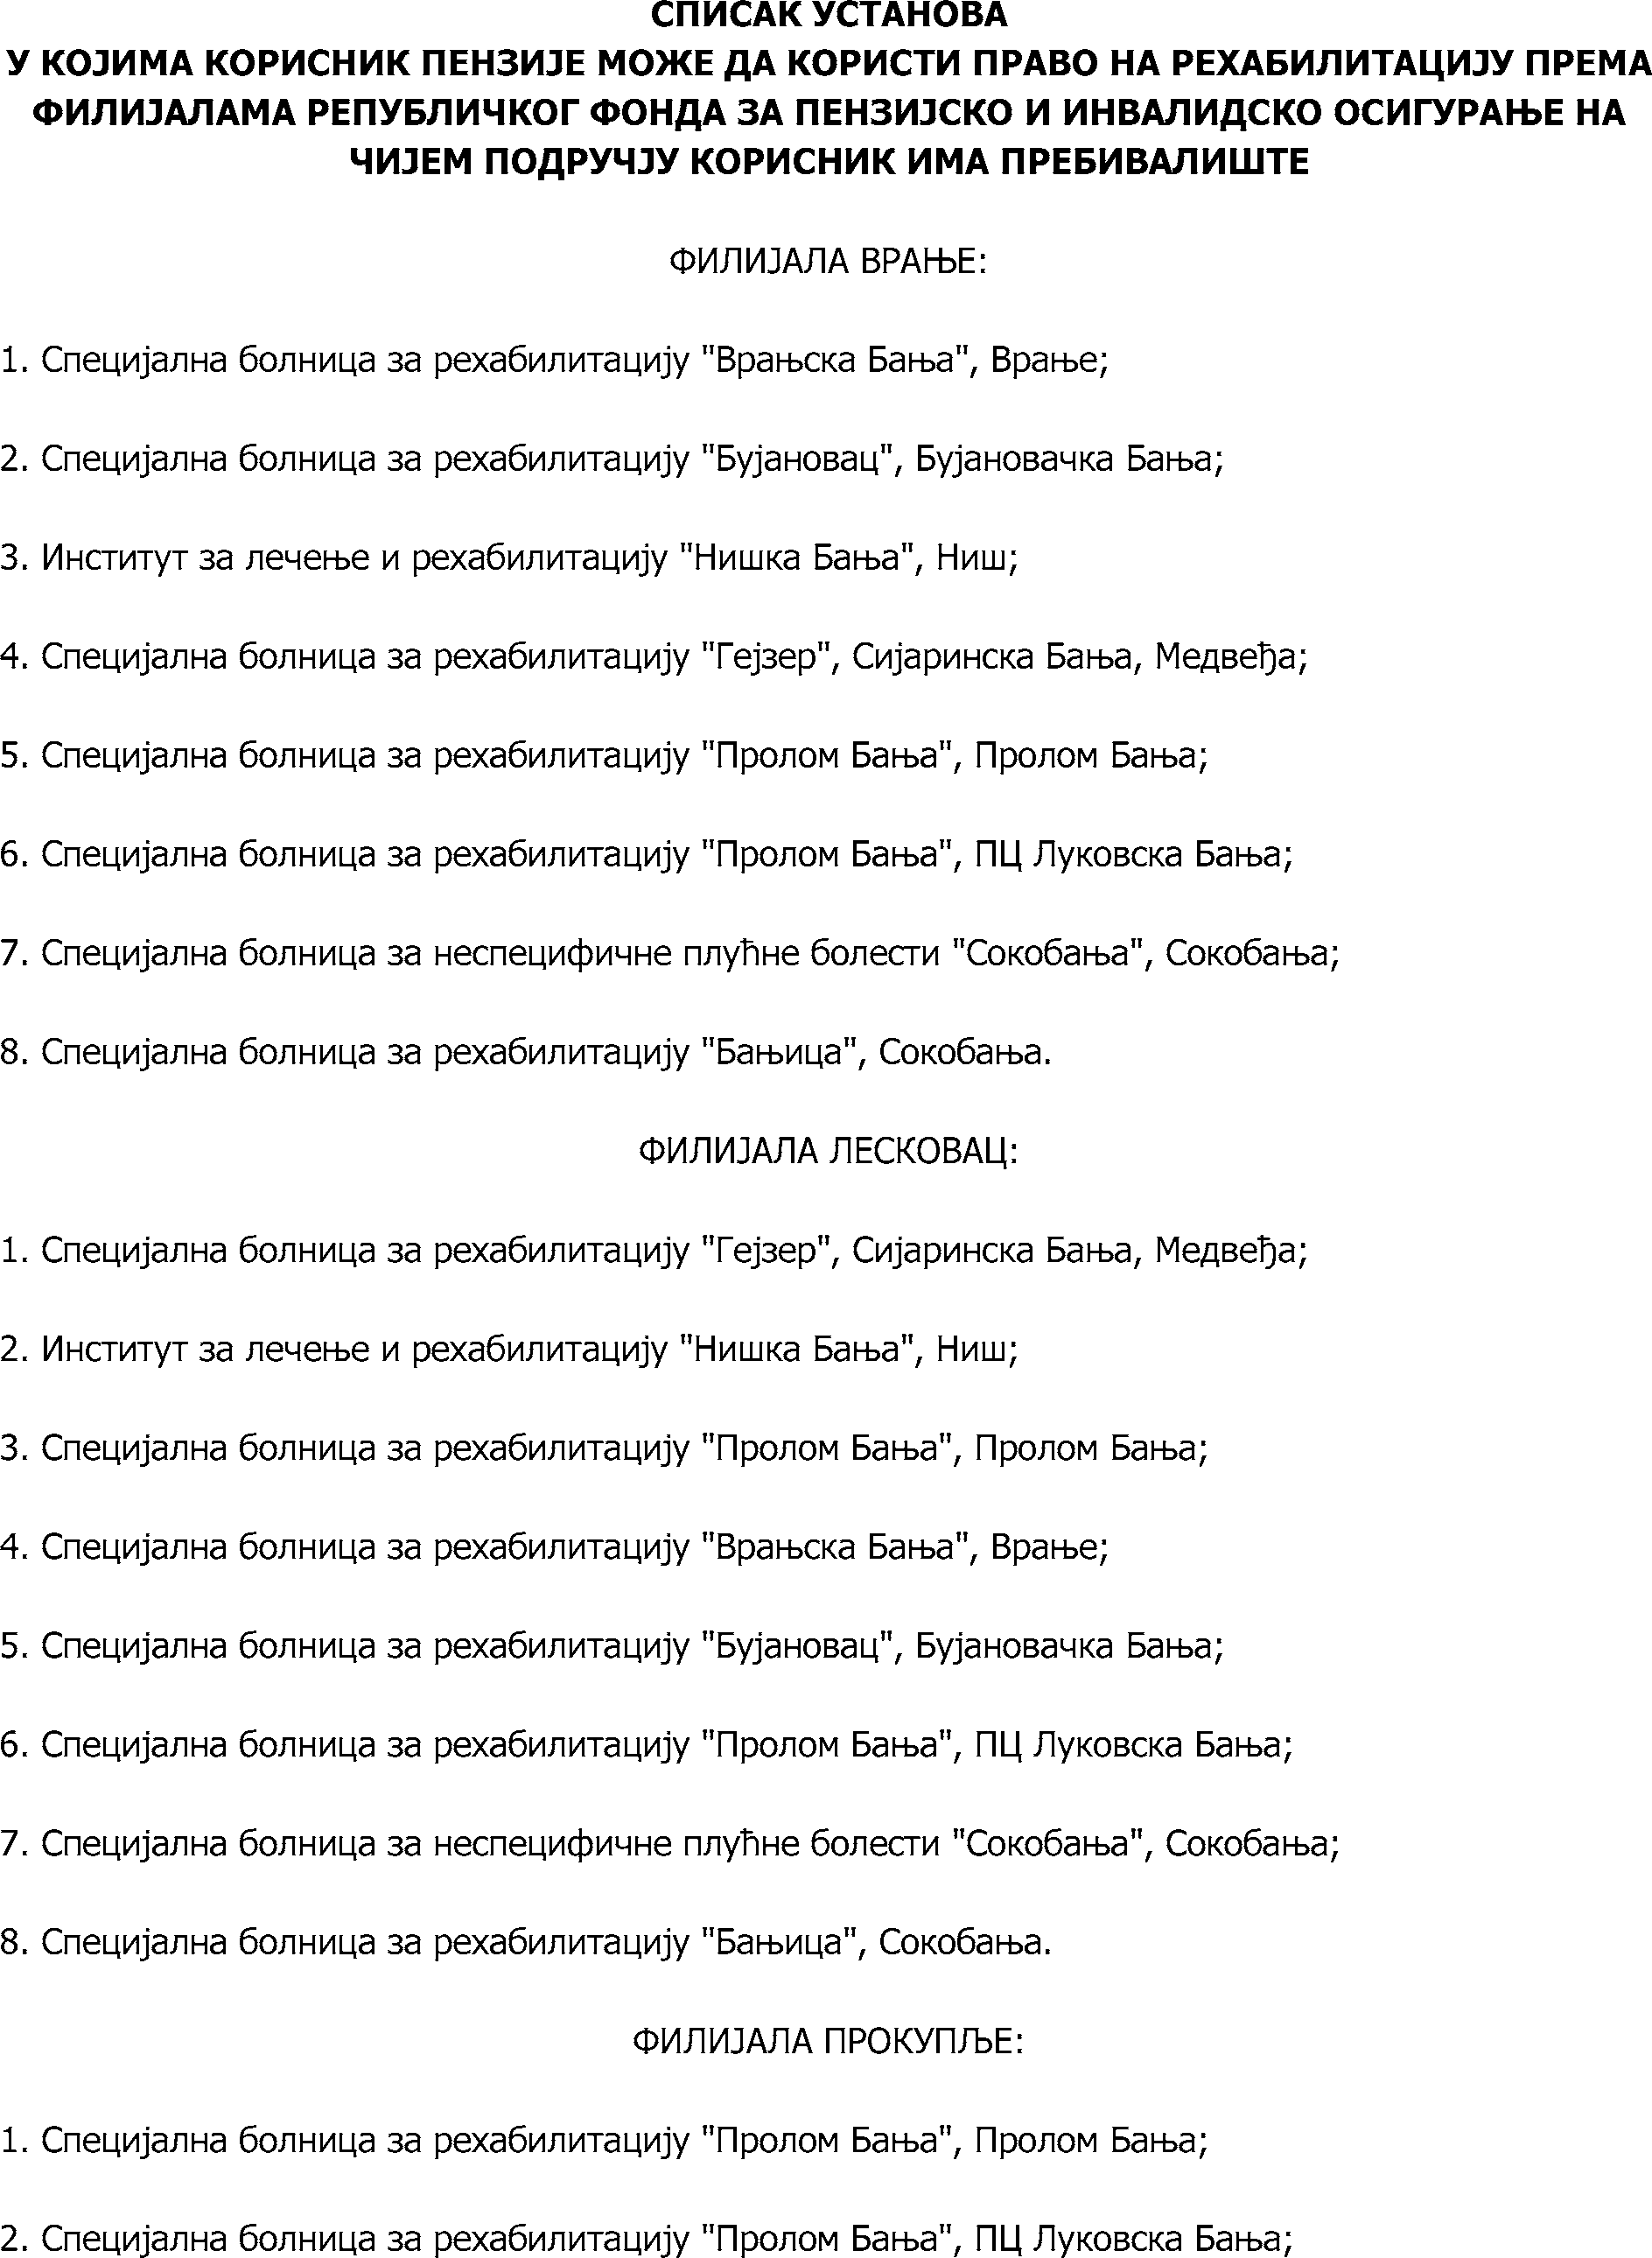 СПИСАК УСТАНОВА
У КОЈИМА КОРИСНИК ПЕНЗИЈЕ МОЖЕ ДА КОРИСТИ ПРАВО НА РЕХАБИЛИТАЦИЈУ ПРЕМА
ФИЛИЈАЛАМА РЕПУБЛИЧКОГ ФОНДА ЗА ПЕНЗИЈСКО И ИНВАЛИДСКО ОСИГУРАЊЕ НА
ЧИЈЕМ ПОДРУЧЈУ КОРИСНИК ИМА ПРЕБИВАЛИШТЕ
ФИЛИЈАЛА ВРАЊЕ:
1. Специјална болница за рехабилитацију "Врањска Бања", Врање;
2. Специјална болница за рехабилитацију "Бујановац", Бујановачка Бања;
3. Институт за лечење и рехабилитацију "Нишка Бања", Ниш;
4. Специјална болница за рехабилитацију "Гејзер", Сијаринска Бања, Медвеђа;
5. Специјална болница за рехабилитацију "Пролом Бања", Пролом Бања;
6. Специјална болница за рехабилитацију "Пролом Бања", ПЦ Луковска Бања;
7. Специјална болница за неспецифичне плућне болести "Сокобања", Сокобања;
8. Специјална болница за рехабилитацију "Бањица", Сокобања.
ФИЛИЈАЛА ЛЕСКОВАЦ:
1. Специјална болница за рехабилитацију "Гејзер", Сијаринска Бања, Медвеђа;
2. Институт за лечење и рехабилитацију "Нишка Бања", Ниш;
3. Специјална болница за рехабилитацију "Пролом Бања", Пролом Бања;
4. Специјална болница за рехабилитацију "Врањска Бања", Врање;
5. Специјална болница за рехабилитацију "Бујановац", Бујановачка Бања;
6. Специјална болница за рехабилитацију "Пролом Бања", ПЦ Луковска Бања;
7. Специјална болница за неспецифичне плућне болести "Сокобања", Сокобања;
8. Специјална болница за рехабилитацију "Бањица", Сокобања.
ФИЛИЈАЛА ПРОКУПЉЕ:
1. Специјална болница за рехабилитацију "Пролом Бања", Пролом Бања;
2. Специјална болница за рехабилитацију "Пролом Бања", ПЦ Луковска Бања;